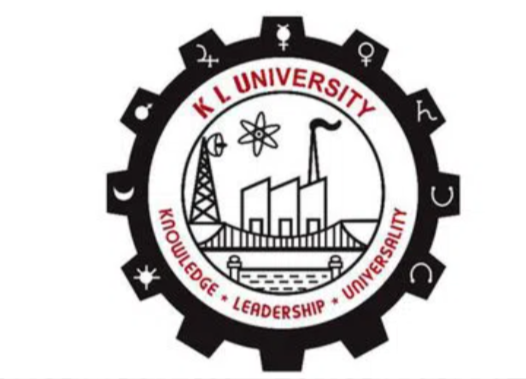 K L UNIVERSITY
KNOWLEDGE * LEADERSHIP * UNIVERSALITY